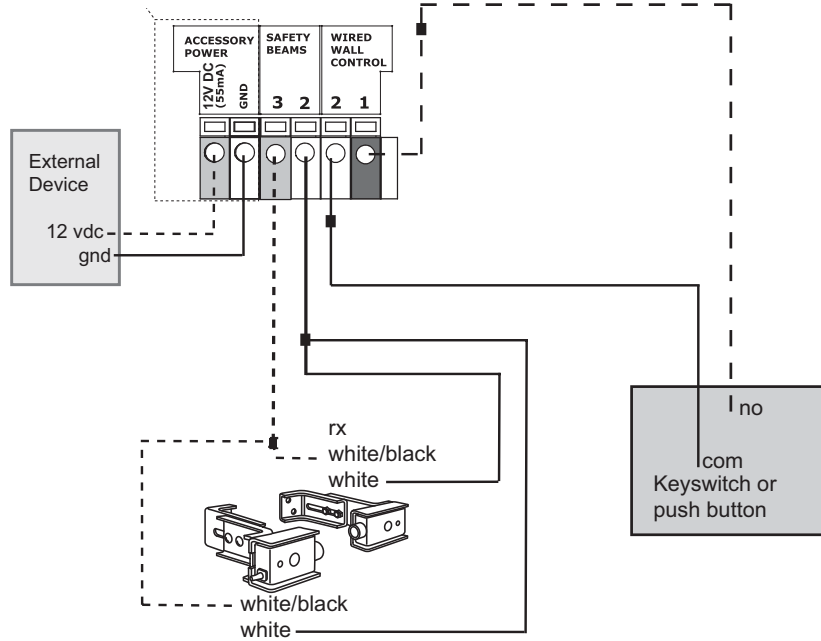 ACCESSORY
POWER
SAFETY
BEAMS
WIRED
WALL
CONTROL
12V DC
(55mA)
GND
3 2 2 1
External
Device
12 vdc
gnd
no
com
Keyswitch or
push button
rx
white/black
white
white/black
white